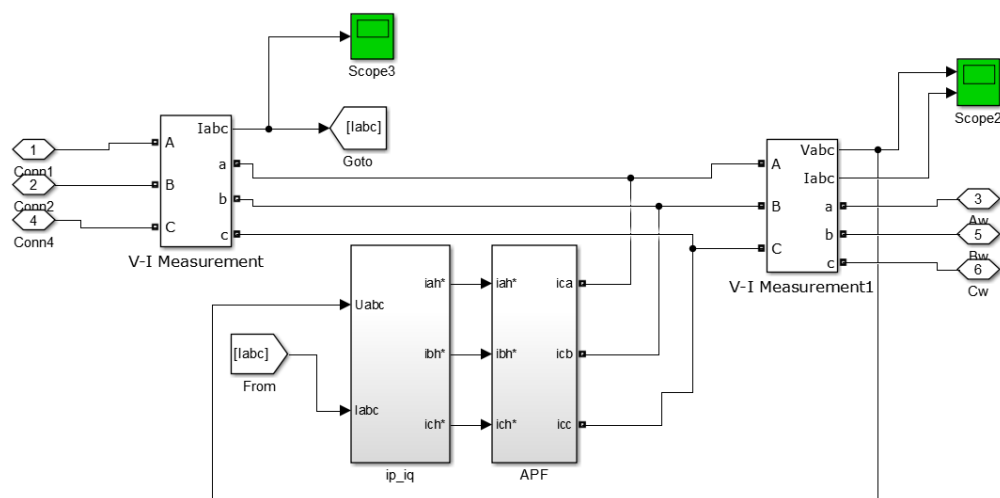 Scope3
Scope2
[Iabc]
Goto
1
Conn1
2
Conn2
4
Conn4
A
B
C
Iabc
a
b
c
V-I Measurement
A
B
C
Vabc
Iabc
a
b
c
V-I Measurement1
3
Aw
5
Bw
6
Cw
[Iabc]
From
Uabc
Iabc
iah*
ibh*
ich*
ip_iq
iah*
ibh*
ich*
ica
icb
icc
APF